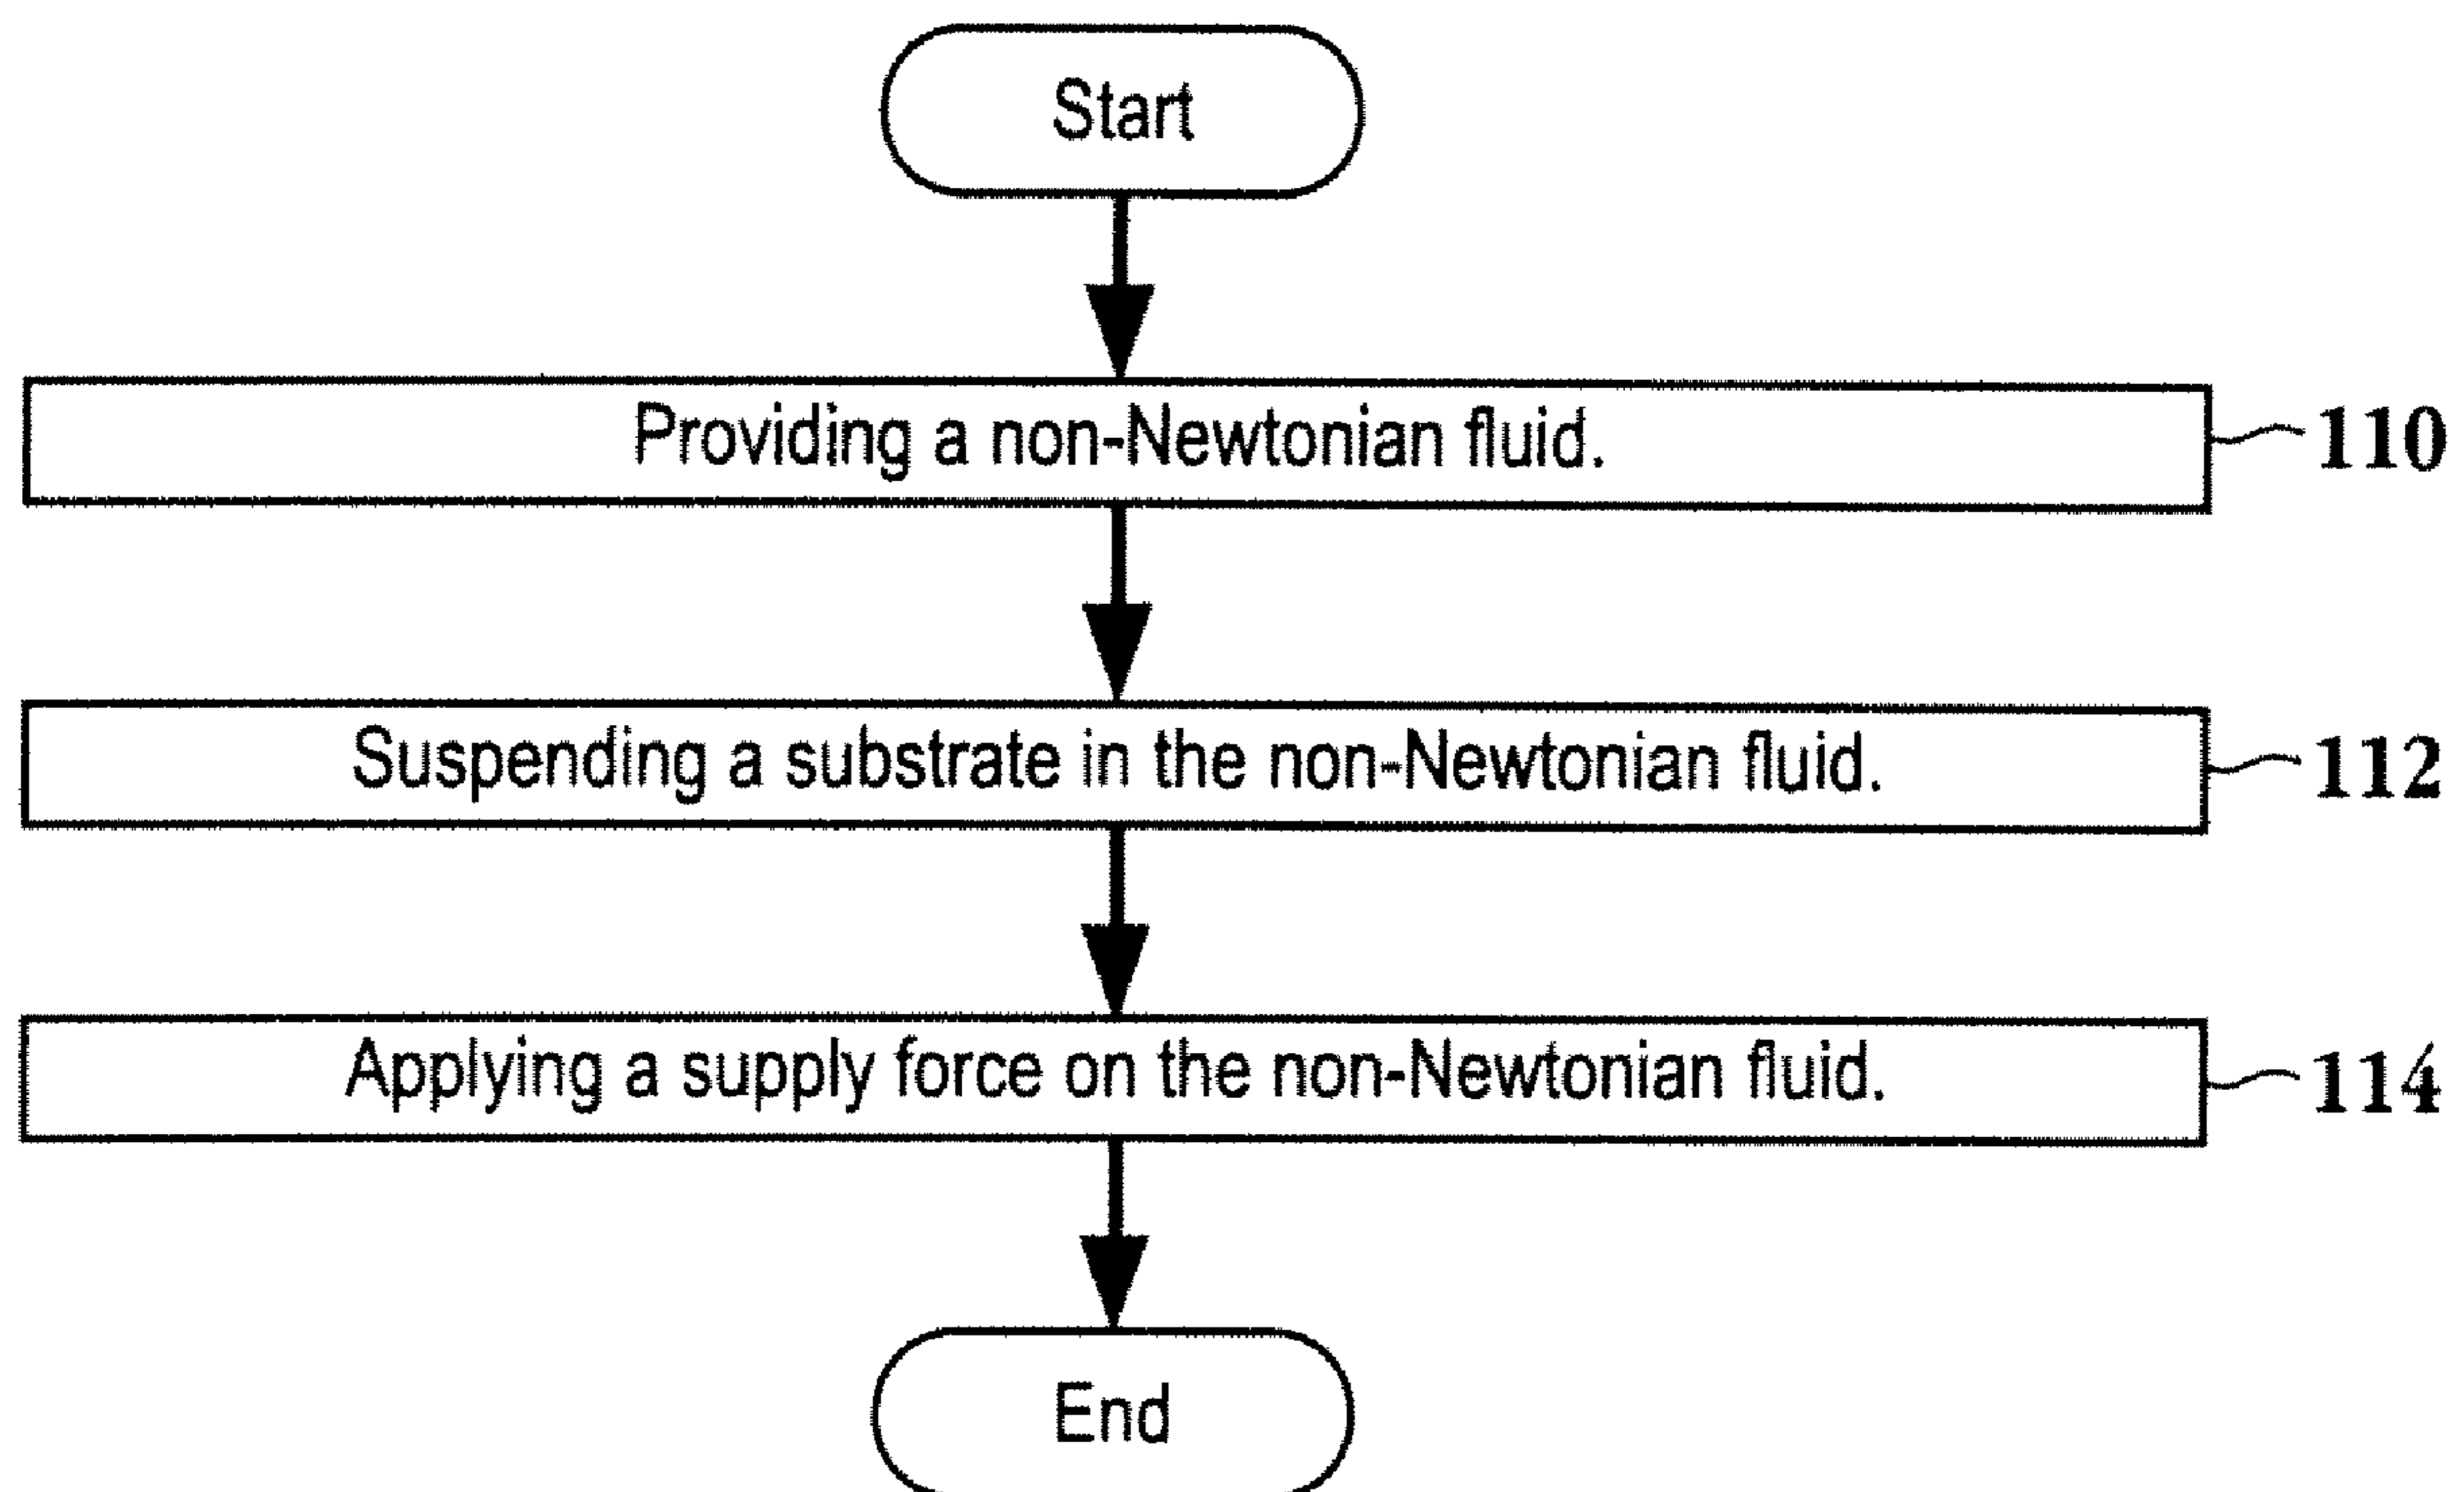 Start
Providing a non-Newtonian fluid.
110
Suspending a substrate in the non-Newtonian fluid.
112
Applying a supply force on the non-Newtonian fluid.
114
End